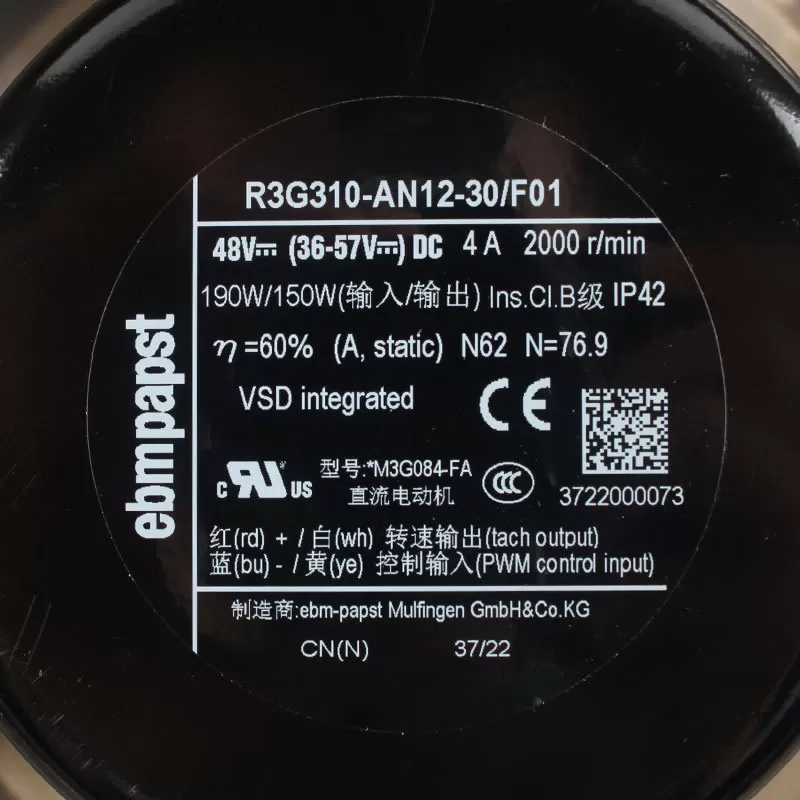 R3G310-AN12-30/F01
48V⎓ (36-57V⎓) DC 4 A 2000 r/min
190W/150W(输入/输出) Ins.Cl.B级 IP42
η=60% (A, static) N62 N=76.9
VSD integrated
CE
ebmpapst
c RU US
型号:*M3G084-FA
直流电动机
CCC
3722000073
红(rd) + / 白(wh) 转速输出(tach output)
蓝(bu) - / 黄(ye) 控制输入(PWM control input)
制造商:ebm-papst Mulfingen GmbH&Co.KG
CN(N) 37/22